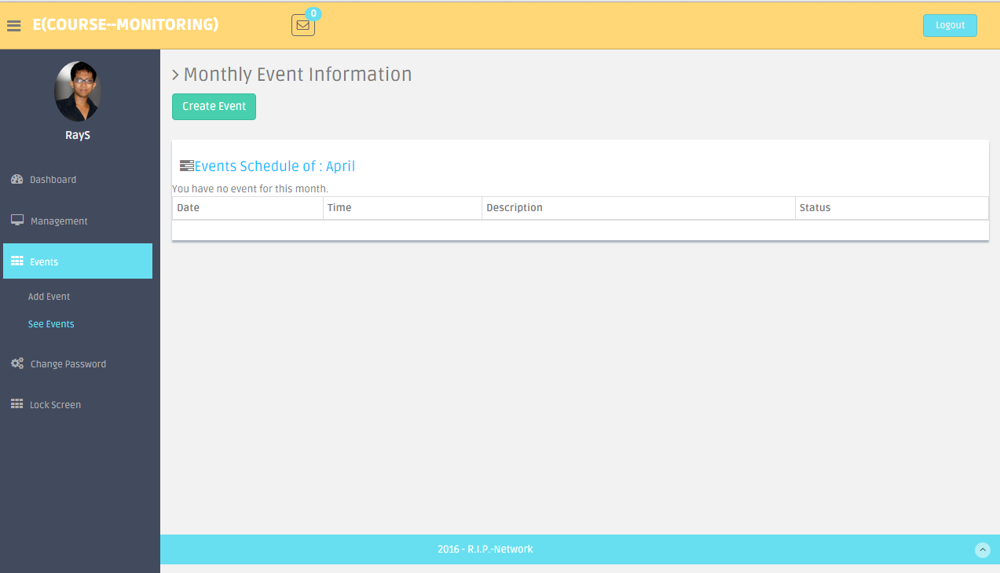 E(COURSE--MONITORING)
0
Logout
RayS
Dashboard
Management
Events
Add Event
See Events
Change Password
Lock Screen
Monthly Event Information
Create Event
Events Schedule of : April
You have no event for this month.
Date Time Description Status
2016 - R.I.P.-Network